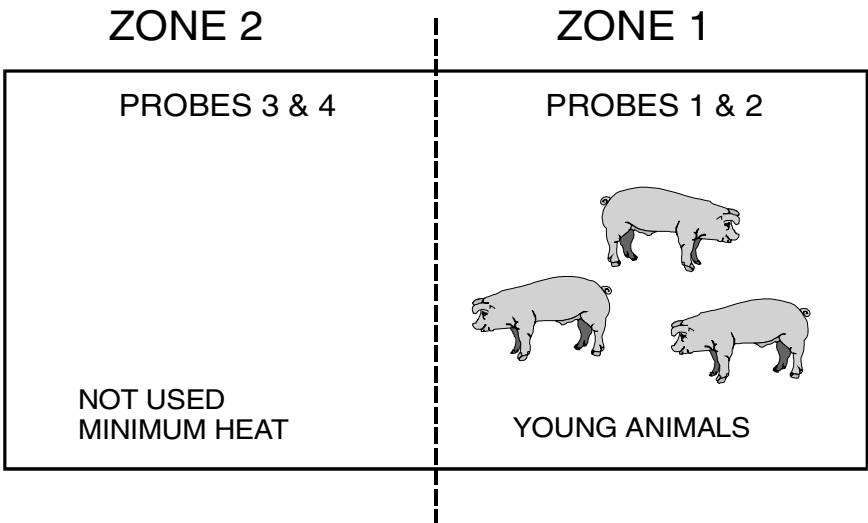 ZONE 2
ZONE 1
PROBES 3 & 4
PROBES 1 & 2
NOT USED
MINIMUM HEAT
YOUNG ANIMALS